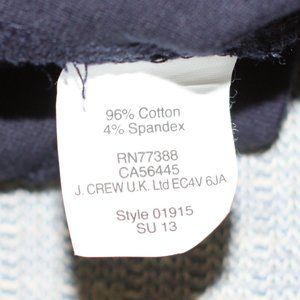 96% Cotton
4% Spandex
RN77388
CA56445
J. CREW U.K. Ltd EC4V 6JA
Style 01915
SU 13